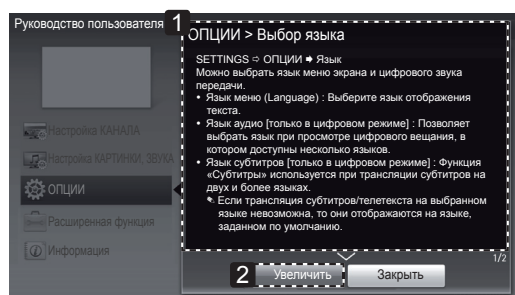 Руководство пользователя
1
ОПЦИИ > Выбор языка
SETTINGS ⇨ ОПЦИИ ➧ Язык
Можно выбрать язык меню экрана и цифрового звука
передачи.
• Язык меню (Language) : Выберите язык отображения
текста.
• Язык аудио [только в цифровом режиме] : Позволяет
выбрать язык при просмотре цифрового вещания, в
котором доступны несколько языков.
• Язык субтитров [только в цифровом режиме] : Функция
«Субтитры» используется при трансляции субтитров на
двух и более языках.
✎ Если трансляция субтитров/телетекста на выбранном
языке невозможна, то они отображаются на языке,
заданном по умолчанию.
Настройка КАНАЛА
Настройка КАРТИНКИ, ЗВУКА
ОПЦИИ
Расширенная функция
Информация
1/2
2
Увеличить
Закрыть